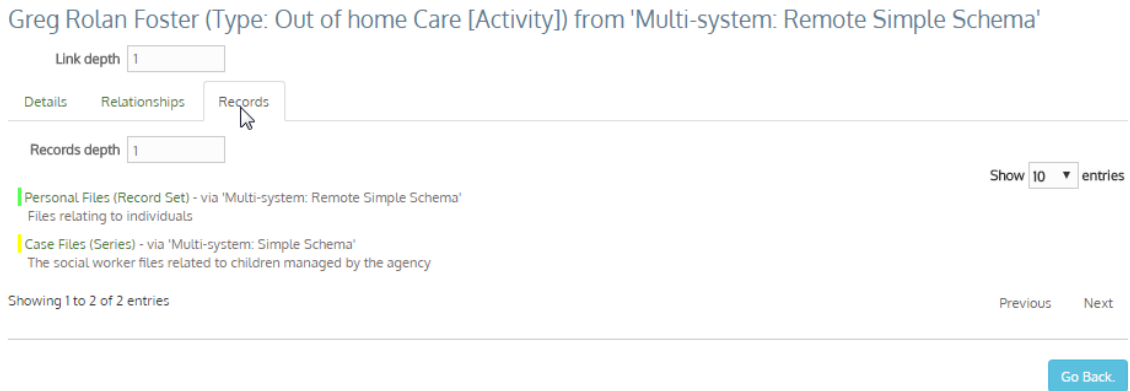 Greg Rolan Foster (Type: Out of home Care [Activity]) from 'Multi-system: Remote Simple Schema'
Link depth 1
Details Relationships Records
Records depth 1
Show 10 entries
Personal Files (Record Set) - via 'Multi-system: Remote Simple Schema'
Files relating to individuals
Case Files (Series) - via 'Multi-system: Simple Schema'
The social worker files related to children managed by the agency
Showing 1 to 2 of 2 entries
Previous Next
Go Back.